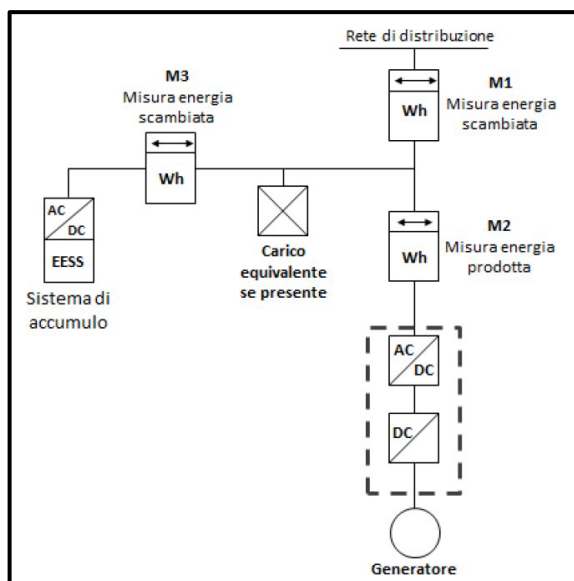 Rete di distribuzione
M3
Misura energia
scambiata
Wh
M1
Misura energia
scambiata
Wh
AC
DC
EESS
Sistema di
accumulo
Carico
equivalente
se presente
M2
Misura energia
prodotta
Wh
AC
DC
DC
Generatore